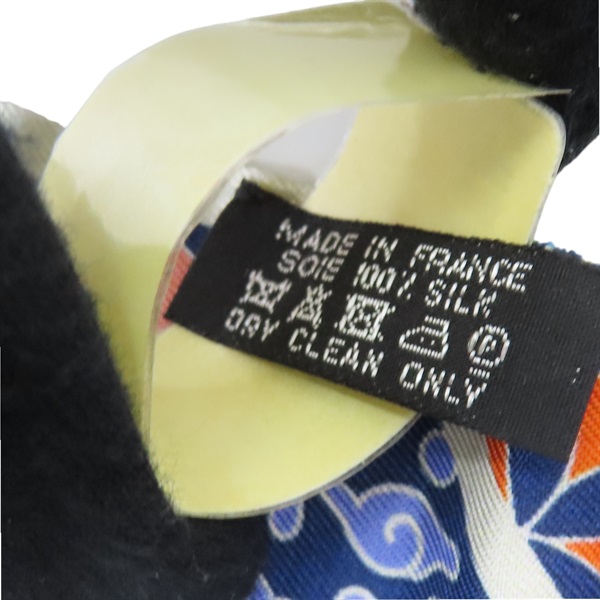 MADE IN FRANCE
SOIE 100% SILK
P
DRY CLEAN ONLY